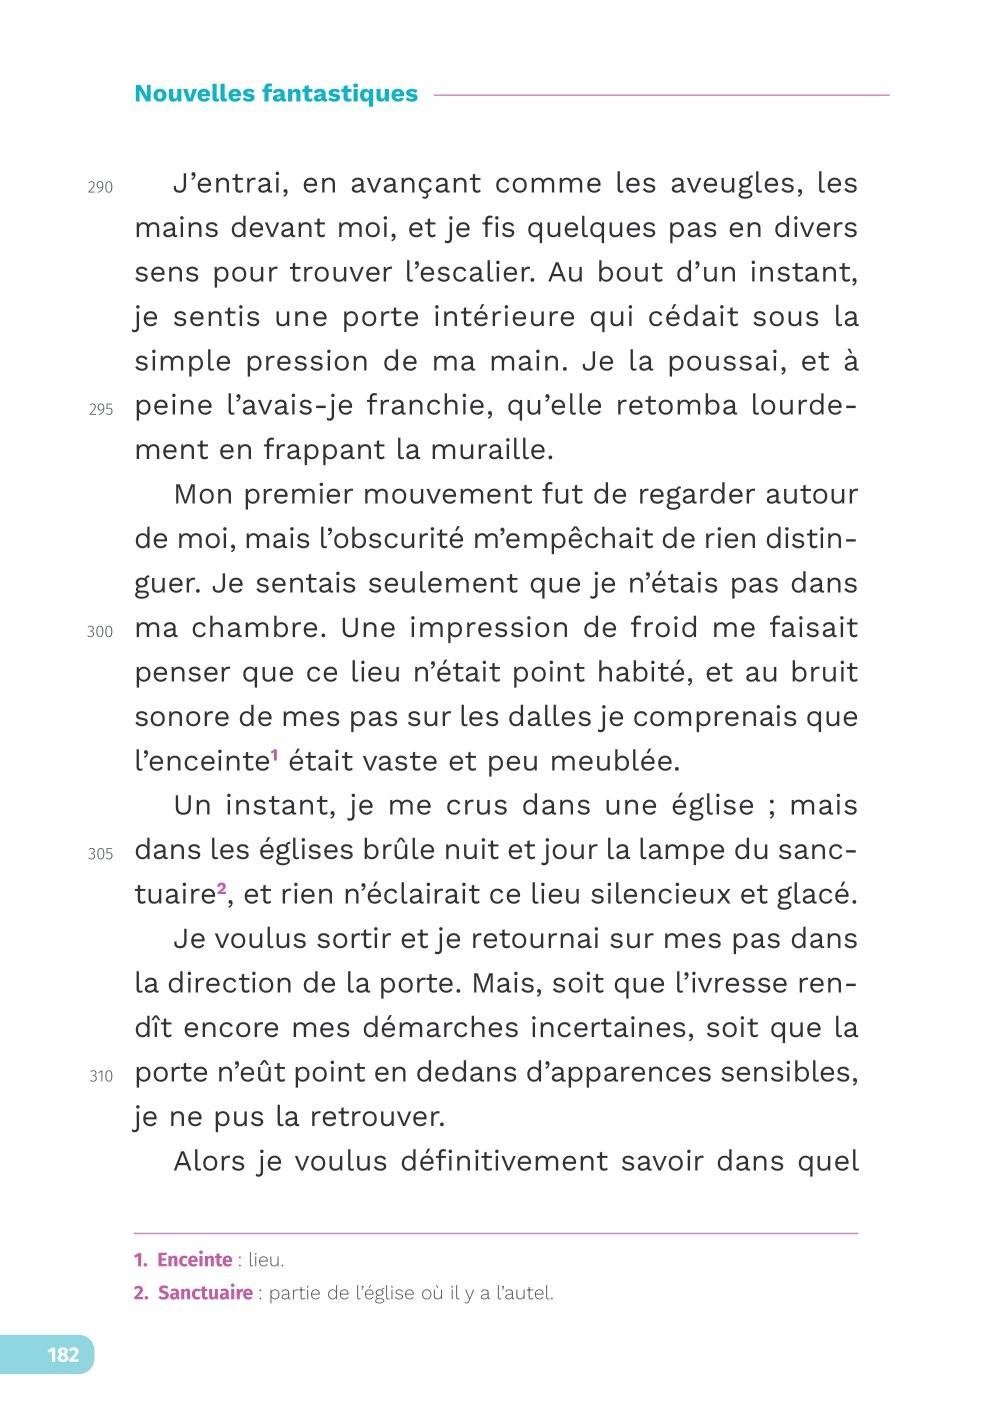 Nouvelles fantastiques
290 J’entrai, en avançant comme les aveugles, les
mains devant moi, et je fis quelques pas en divers
sens pour trouver l’escalier. Au bout d’un instant,
je sentis une porte intérieure qui cédait sous la
simple pression de ma main. Je la poussai, et à
295 peine l’avais-je franchie, qu’elle retomba lourde-
ment en frappant la muraille.
Mon premier mouvement fut de regarder autour
de moi, mais l’obscurité m’empêchait de rien distin-
guer. Je sentais seulement que je n’étais pas dans
300 ma chambre. Une impression de froid me faisait
penser que ce lieu n’était point habité, et au bruit
sonore de mes pas sur les dalles je comprenais que
l’enceinte¹ était vaste et peu meublée.
Un instant, je me crus dans une église ; mais
305 dans les églises brûle nuit et jour la lampe du sanc-
tuaire², et rien n’éclairait ce lieu silencieux et glacé.
Je voulus sortir et je retournai sur mes pas dans
la direction de la porte. Mais, soit que l’ivresse ren-
dît encore mes démarches incertaines, soit que la
310 porte n’eût point en dedans d’apparences sensibles,
je ne pus la retrouver.
Alors je voulus définitivement savoir dans quel
1. Enceinte : lieu.
2. Sanctuaire : partie de l’église où il y a l’autel.
182